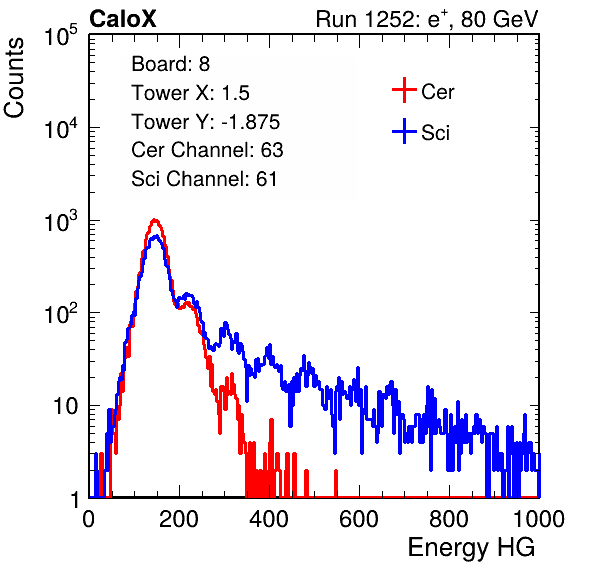 CaloX Run 1252: e⁺, 80 GeV
Counts
10⁵
10⁴
10³
10²
10
1
Board: 8
Tower X: 1.5
Tower Y: -1.875
Cer Channel: 63
Sci Channel: 61
Cer
Sci
0 200 400 600 800 1000
Energy HG